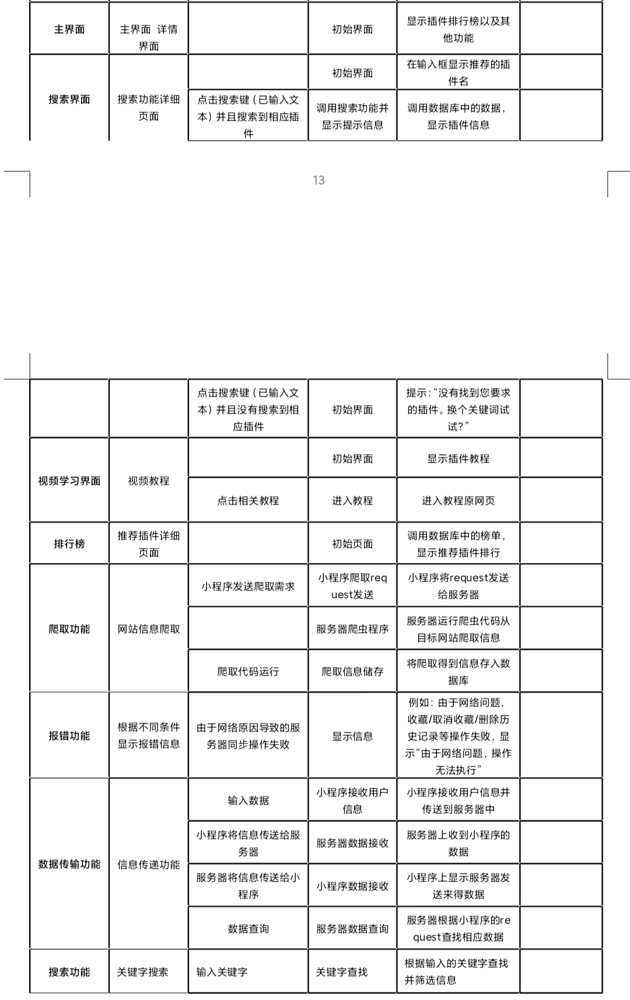 主界面
主界面 详情
界面
初始界面
显示插件排行榜以及其
他功能
搜索界面
搜索功能详细
页面
初始界面
在输入框显示推荐的插
件名
点击搜索键（已输入文
本）并且搜索到相应插
件
调用搜索功能并
显示提示信息
调用数据库中的数据，
显示插件信息
13
点击搜索键（已输入文
本）并且没有搜索到相
应插件
初始界面
提示：“没有找到您要求
的插件。换个关键词试
试？”
视频学习界面
视频教程
初始界面
显示插件教程
点击相关教程
进入教程
进入教程原网页
排行榜
推荐插件详细
页面
初始页面
调用数据库中的榜单，
显示推荐插件排行
爬取功能
网站信息爬取
小程序发送爬取需求
小程序爬取req
uest发送
小程序将request发送
给服务器
服务器爬虫程序
服务器运行爬虫代码从
目标网站爬取信息
爬取代码运行
爬取信息储存
将爬取得到信息存入数
据库
报错功能
根据不同条件
显示报错信息
由于网络原因导致的服
务器同步操作失败
显示信息
例如：由于网络问题，
收藏/取消收藏/删除历
史记录等操作失败，显
示“由于网络问题，操作
无法执行”
数据传输功能
信息传递功能
输入数据
小程序接收用户
信息
小程序接收用户信息并
传送到服务器中
小程序将信息传送给服
务器
服务器数据接收
服务器上收到小程序的
数据
服务器将信息传送给小
程序
小程序数据接收
小程序上显示服务器发
送来得数据
数据查询
服务器数据查询
服务器根据小程序的re
quest查找相应数据
搜索功能
关键字搜索
输入关键字
关键字查找
根据输入的关键字查找
并筛选信息